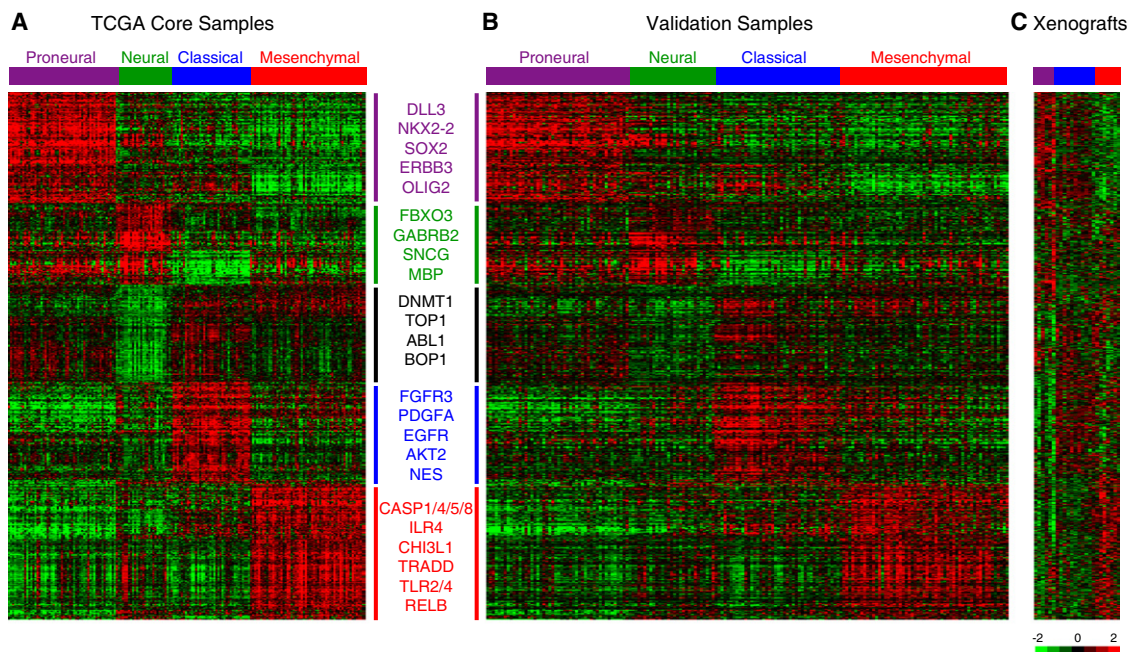 A TCGA Core Samples
B Validation Samples
C Xenografts
Proneural Neural Classical Mesenchymal
Proneural Neural Classical Mesenchymal
DLL3
NKX2-2
SOX2
ERBB3
OLIG2
FBXO3
GABRB2
SNCG
MBP
DNMT1
TOP1
ABL1
BOP1
FGFR3
PDGFA
EGFR
AKT2
NES
CASP1/4/5/8
ILR4
CHI3L1
TRADD
TLR2/4
RELB
-2 0 2